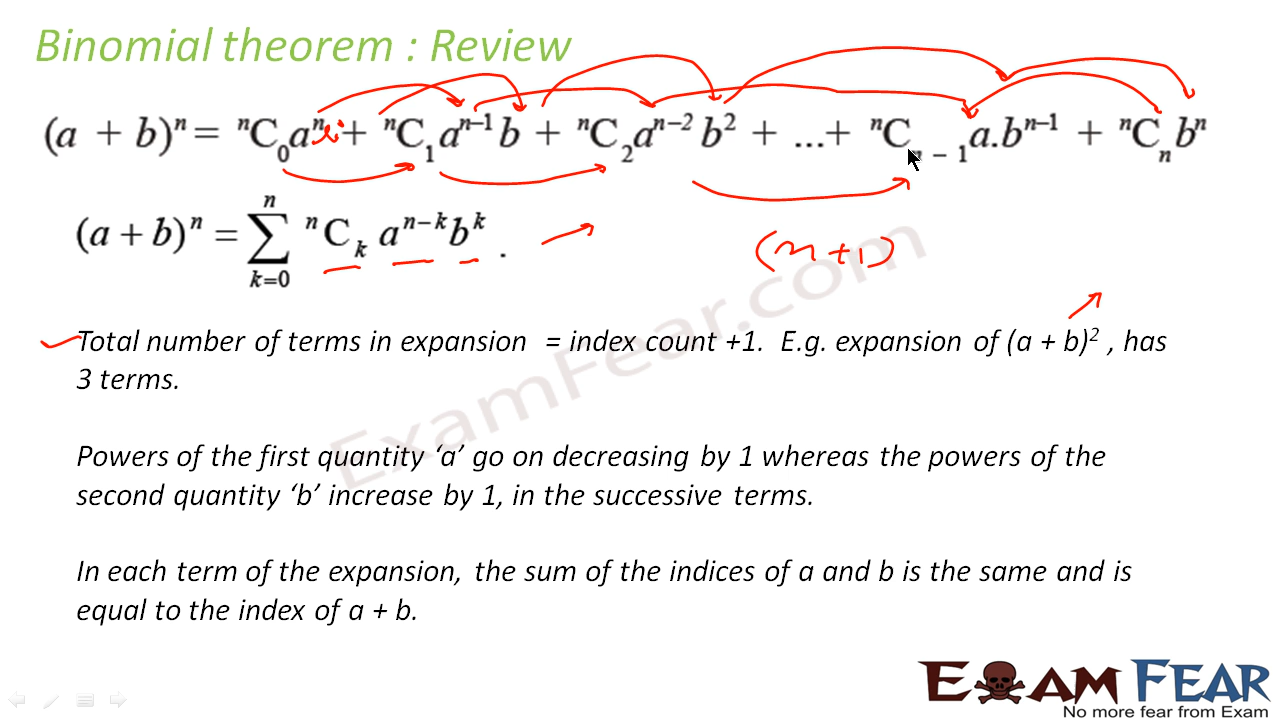 Binomial theorem : Review
(a + b)ⁿ = ⁿC₀aⁿ + ⁿC₁aⁿ⁻¹b + ⁿC₂aⁿ⁻²b² + ...+ ⁿCₙ₋₁a.bⁿ⁻¹ + ⁿCₙbⁿ
(a + b)ⁿ = ∑ₖ₌₀ⁿ ⁿCₖ aⁿ⁻ᵏbᵏ .
(n+1)
Total number of terms in expansion = index count +1. E.g. expansion of (a + b)² , has
3 terms.
Powers of the first quantity ‘a’ go on decreasing by 1 whereas the powers of the
second quantity ‘b’ increase by 1, in the successive terms.
In each term of the expansion, the sum of the indices of a and b is the same and is
equal to the index of a + b.
ExamFear.com
EXAM FEAR
No more fear from Exam